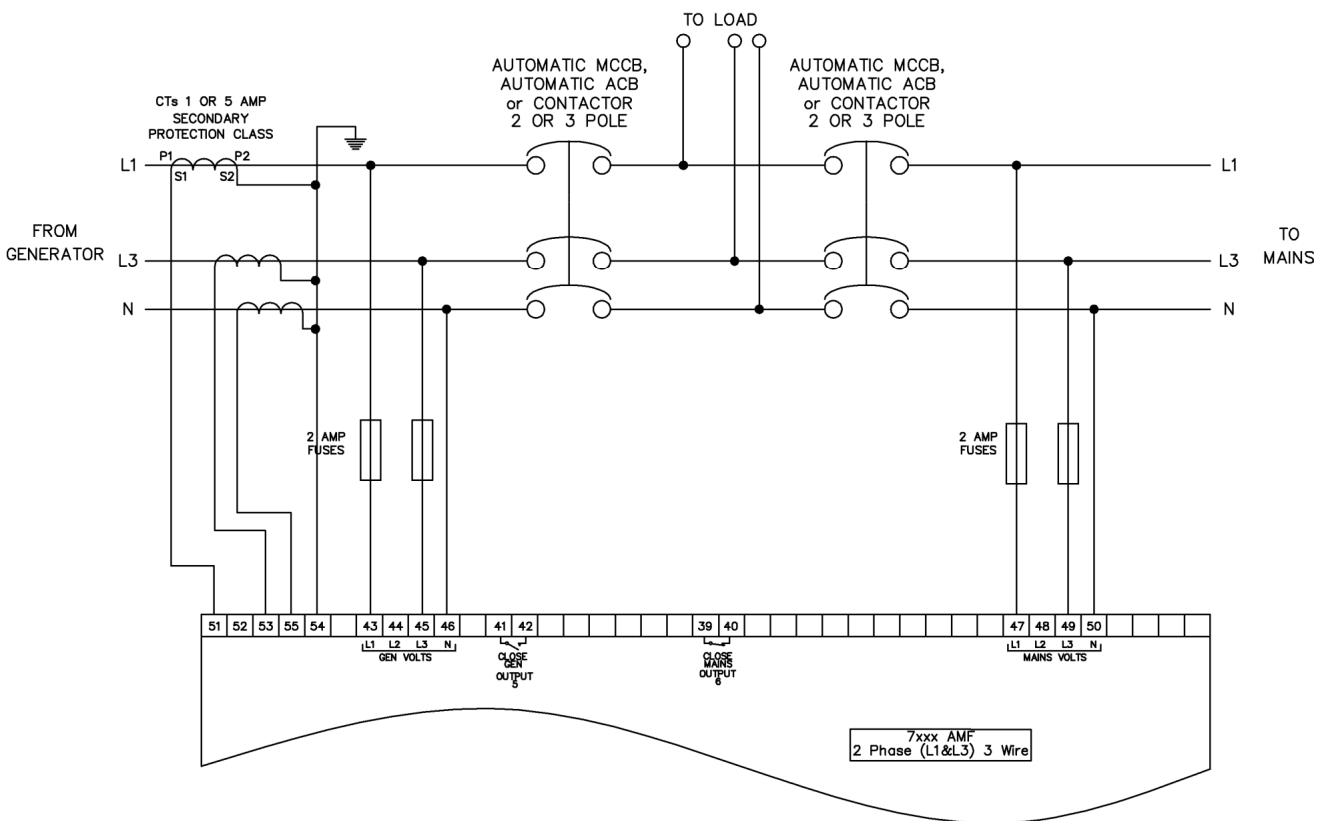 TO LOAD
AUTOMATIC MCCB,
AUTOMATIC ACB
or CONTACTOR
2 OR 3 POLE
AUTOMATIC MCCB,
AUTOMATIC ACB
or CONTACTOR
2 OR 3 POLE
CTs 1 OR 5 AMP
SECONDARY
PROTECTION CLASS
P1 P2
L1
S1 S2
L1
FROM
GENERATOR
L3
L3
TO
MAINS
N
N
2 AMP
FUSES
2 AMP
FUSES
51 52 53 55 54 43 44 45 46 41 42 39 40 47 48 49 50
L1 L2 L3 N
GEN VOLTS
CLOSE
GEN
OUTPUT
5
CLOSE
MAINS
OUTPUT
6
L1 L2 L3 N
MAINS VOLTS
7xxx AMF
2 Phase (L1&L3) 3 Wire